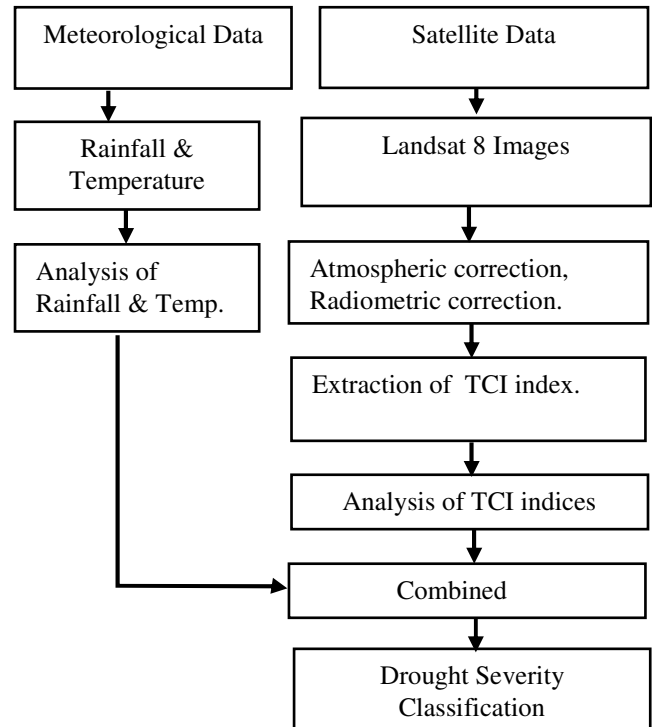 Meteorological Data
Satellite Data
Rainfall &
Temperature
Landsat 8 Images
Analysis of
Rainfall & Temp.
Atmospheric correction,
Radiometric correction.
Extraction of TCI index.
Analysis of TCI indices
Combined
Drought Severity
Classification